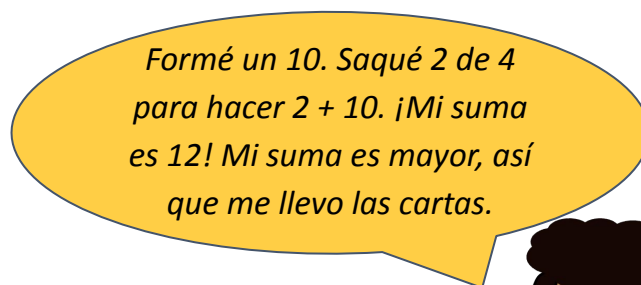 Formé un 10. Saqué 2 de 4
para hacer 2 + 10. ¡Mi suma
es 12! Mi suma es mayor, así
que me llevo las cartas.